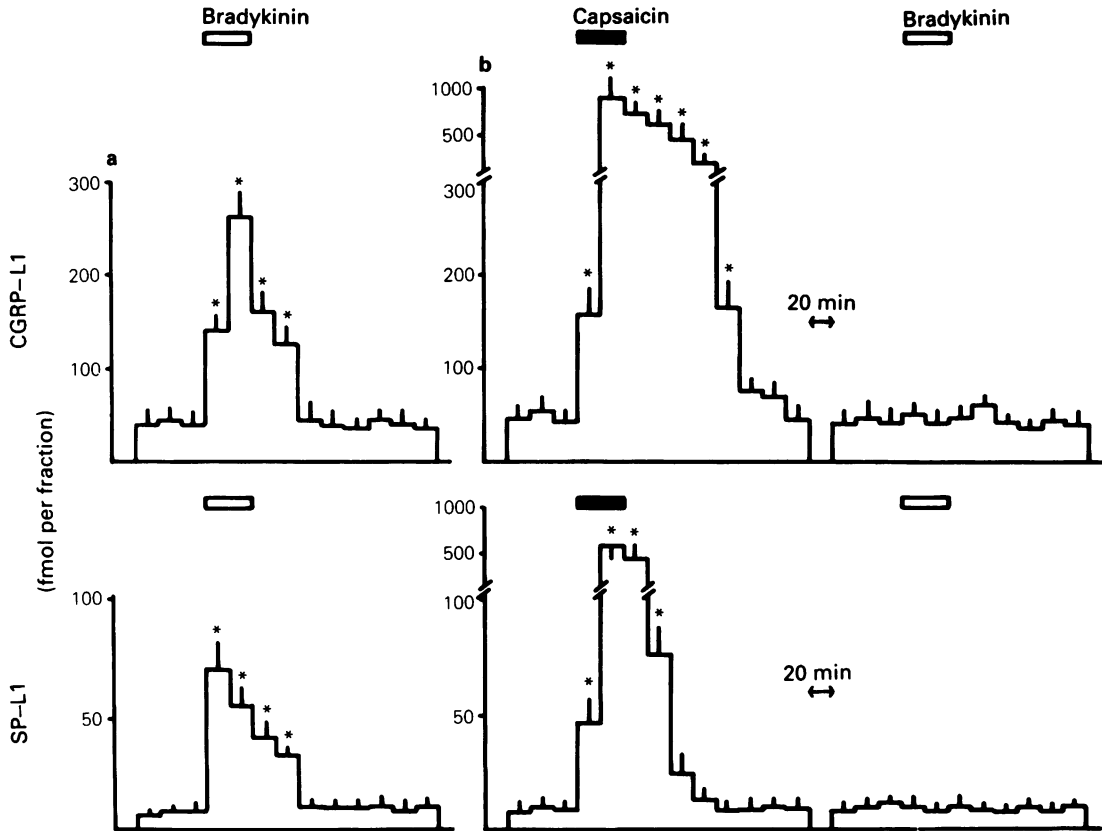 Bradykinin Capsaicin Bradykinin
b
* * * * *
1000
500
a
300 300
* *
200 200
* * * *
20 min
100 100
CGRP–L1
(fmol per fraction)
1000
* *
500
100 100
* *
20 min
* * * *
50 50
SP–L1